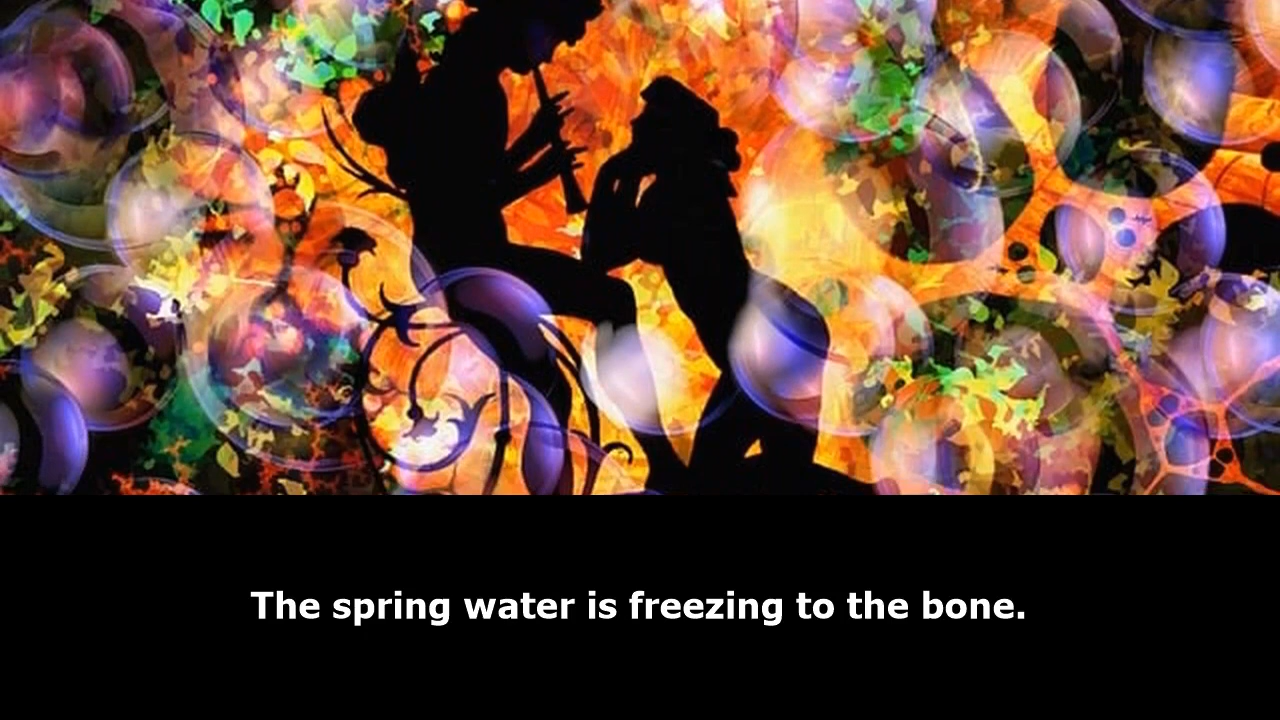 The spring water is freezing to the bone.